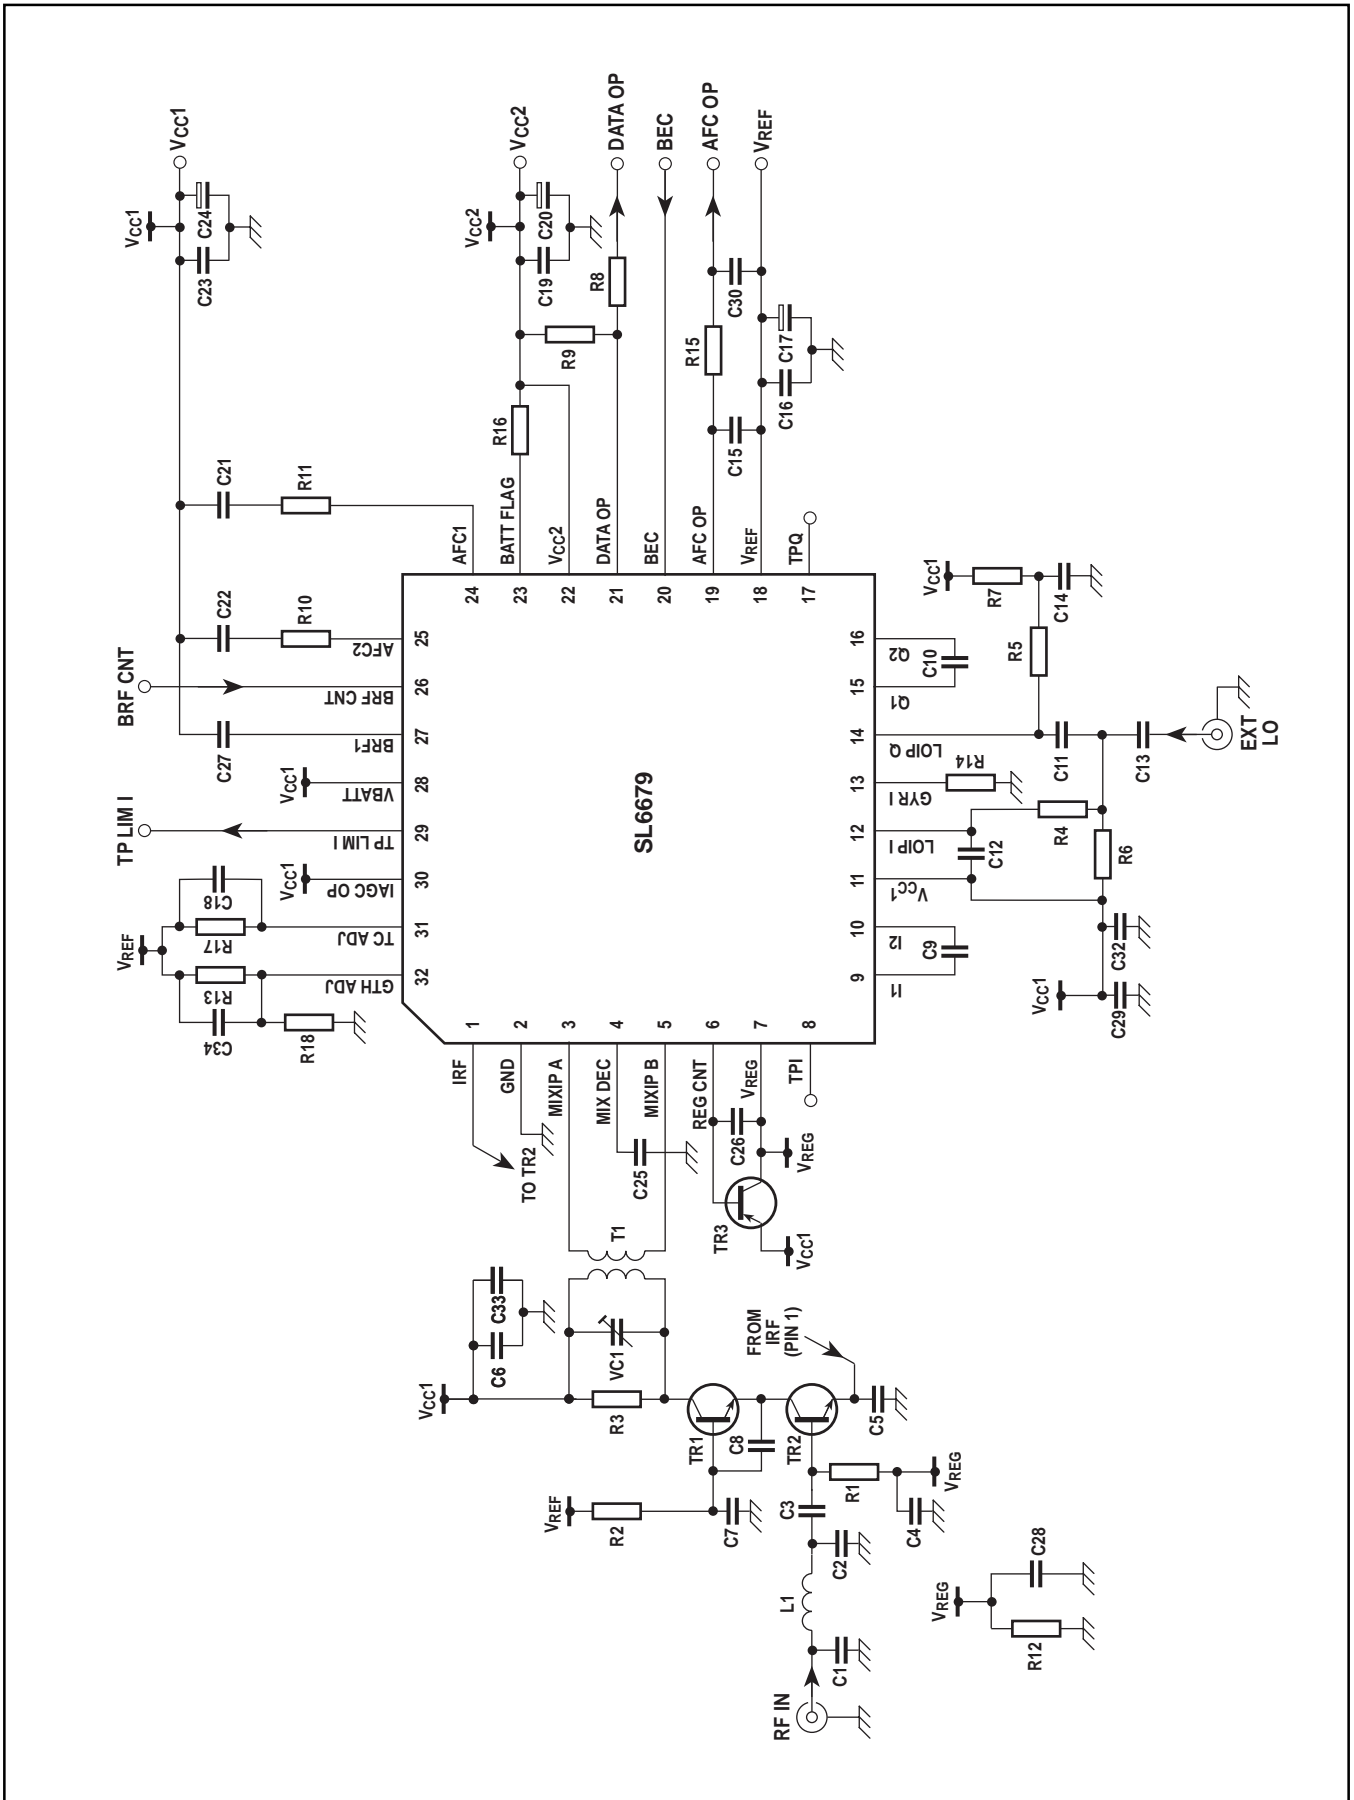 VCC1
VCC1
C24
C23
VCC2
VCC2
C20
C19
DATA OP
R8
R9
BEC
AFC OP
R15
C30
VREF
C17
C16
C15
R16
C21
R11
C22
R10
BRF CNT
C27
VCC1
TP LIM I
VCC1
C18
R17
VREF
R13
C34
R18
AFC1
BATT FLAG
VCC2
DATA OP
BEC
AFC OP
VREF
TPQ
24
23
22
21
20
19
18
17
AFC2
25
BRF CNT
26
BRF1
27
VBATT
28
TP LIM I
29
IAGC OP
30
TC ADJ
31
GTH ADJ
32
SL6679
16
Q2
15
Q1
14
LOIP Q
13
GYR I
12
LOIP I
11
VCC1
10
I2
9
I1
C10
VCC1
R7
C14
R5
R14
C11
C13
EXT
LO
C12
R4
R6
C9
C32
C29
VCC1
1
2
3
4
5
6
7
8
IRF
GND
MIXIP A
MIX DEC
MIXIP B
REG CNT
VREG
TPI
TO TR2
C25
C26
VREG
TR3
VCC1
T1
C33
C6
VC1
VCC1
R3
TR1
C8
TR2
C5
FROM
IRF
(PIN 1)
VREF
R2
C7
C3
R1
VREG
C4
C2
L1
C1
RF IN
VREG
C28
R12